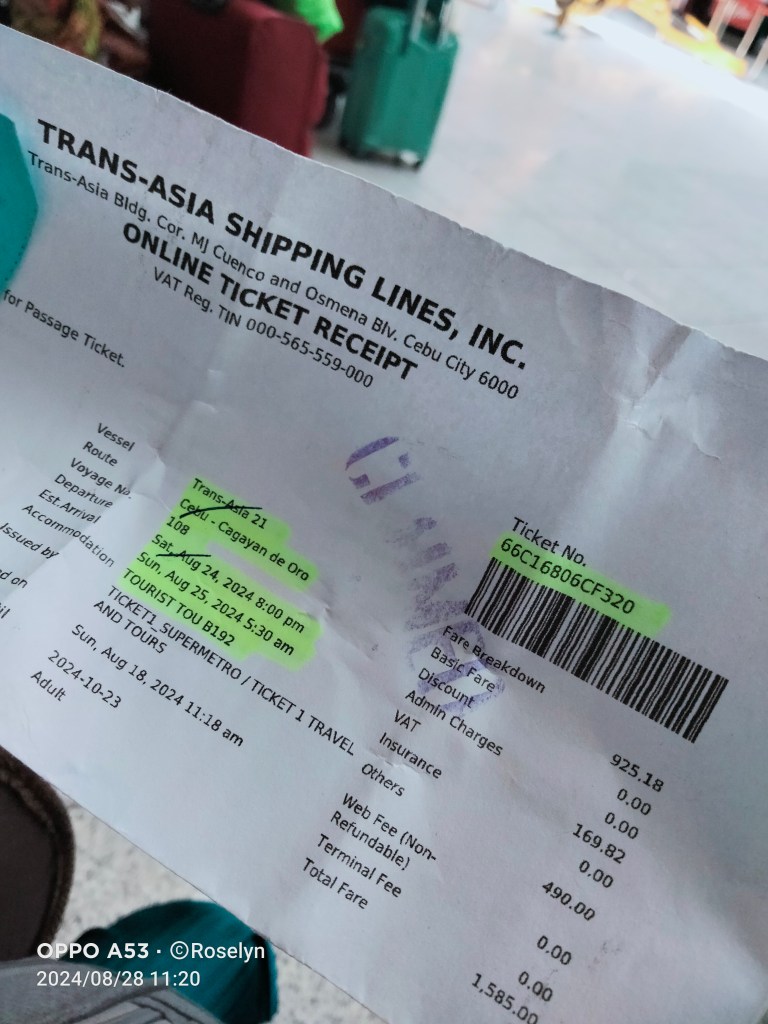 TRANS-ASIA SHIPPING LINES, INC.
Trans-Asia Bldg. Cor. MJ Cuenco and Osmena Blv. Cebu City 6000
ONLINE TICKET RECEIPT
VAT Reg. TIN 000-565-559-000
for Passage Ticket.
Vessel Trans-Asia 21
Route Cebu - Cagayan de Oro
Voyage No. 108
Departure Sat, Aug 24, 2024 8:00 pm
Est.Arrival Sun, Aug 25, 2024 5:30 am
Accommodation TOURIST TOU B192
Issued by TICKET1_SUPERMETRO / TICKET 1 TRAVEL
AND TOURS
on Sun, Aug 18, 2024 11:18 am
2024-10-23
Adult
Ticket No.
66C16806CF320
Fare Breakdown
Basic Fare 925.18
Discount 0.00
Admin Charges 0.00
VAT 169.82
Insurance 0.00
Others 490.00
Web Fee (Non-
Refundable) 0.00
Terminal Fee 0.00
Total Fare 1,585.00
OPPO A53 · ©Roselyn
2024/08/28 11:20